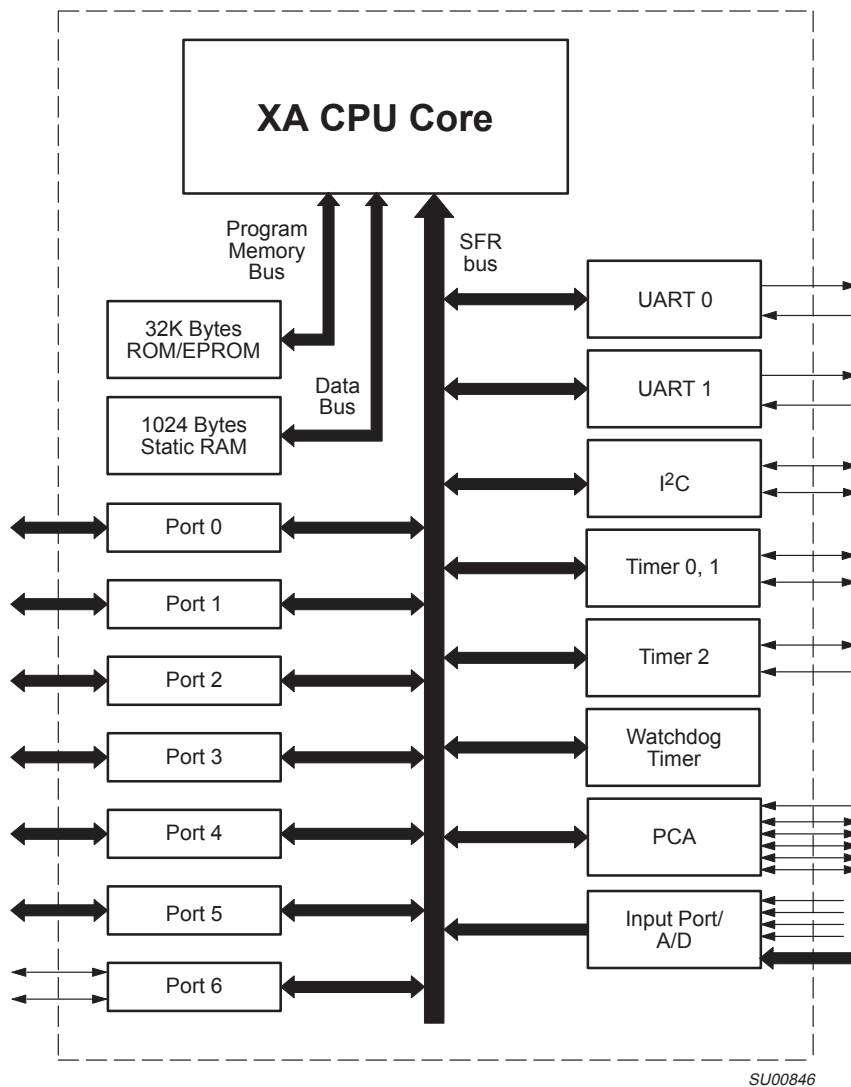 XA CPU Core
Program
Memory
Bus
SFR
bus
32K Bytes
ROM/EPROM
Data
Bus
1024 Bytes
Static RAM
Port 0
Port 1
Port 2
Port 3
Port 4
Port 5
Port 6
UART 0
UART 1
I²C
Timer 0, 1
Timer 2
Watchdog
Timer
PCA
Input Port/
A/D
SU00846